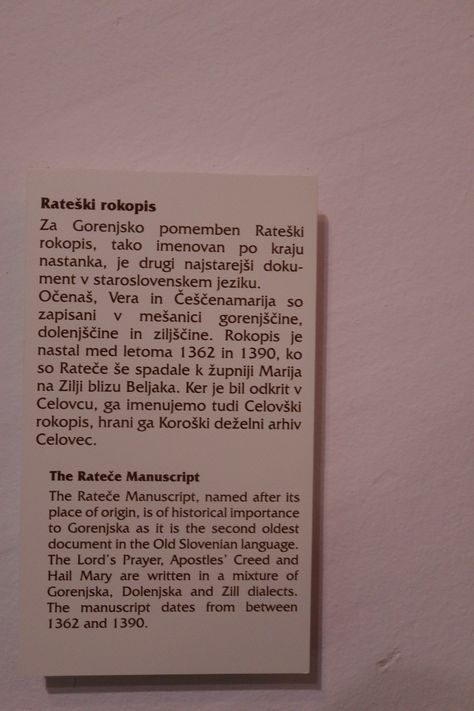 Rateški rokopis
Za Gorenjsko pomemben Rateški
rokopis, tako imenovan po kraju
nastanka, je drugi najstarejši doku-
ment v staroslovenskem jeziku.
Očenaš, Vera in Češčenamarija so
zapisani v mešanici gorenjščine,
dolenjščine in ziljščine. Rokopis je
nastal med letoma 1362 in 1390, ko
so Rateče še spadale k župniji Marija
na Zilji blizu Beljaka. Ker je bil odkrit v
Celovcu, ga imenujemo tudi Celovški
rokopis, hrani ga Koroški deželni arhiv
Celovec.
The Rateče Manuscript
The Rateče Manuscript, named after its
place of origin, is of historical importance
to Gorenjska as it is the second oldest
document in the Old Slovenian language.
The Lord's Prayer, Apostles' Creed and
Hail Mary are written in a mixture of
Gorenjska, Dolenjska and Zill dialects.
The manuscript dates from between
1362 and 1390.